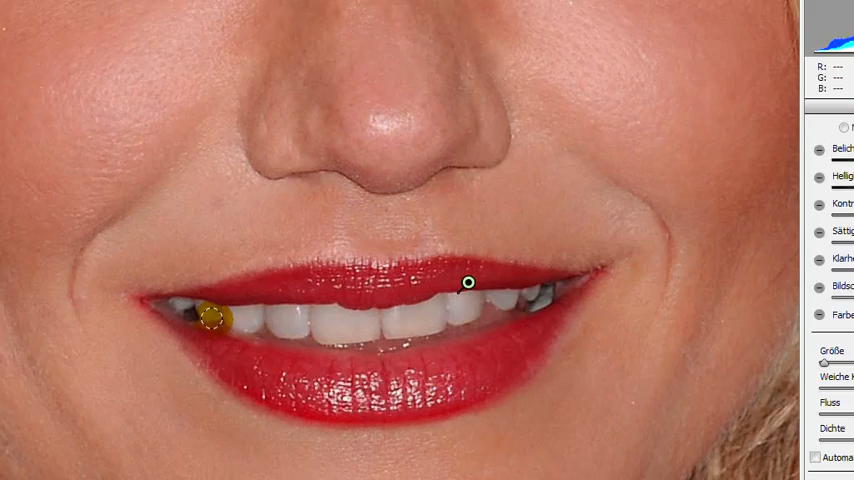 R: ---
G: ---
B: ---
Belich
Hellig
Kontr
Sättig
Klarhe
Bildsc
Farbe
Größe
Weiche K
Fluss
Dichte
Automa